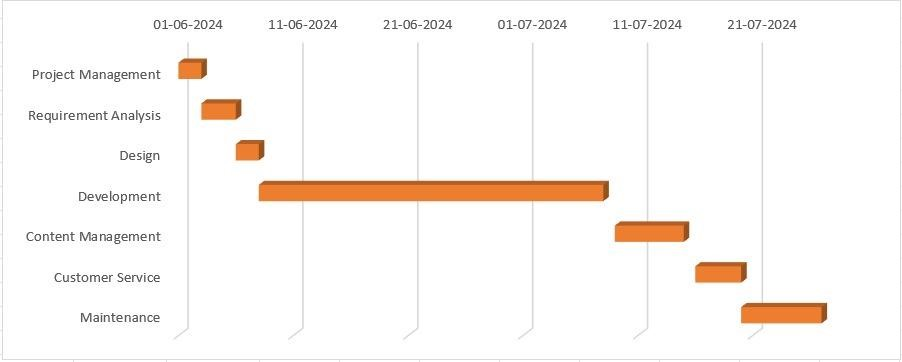 01-06-2024 11-06-2024 21-06-2024 01-07-2024 11-07-2024 21-07-2024
Project Management
Requirement Analysis
Design
Development
Content Management
Customer Service
Maintenance